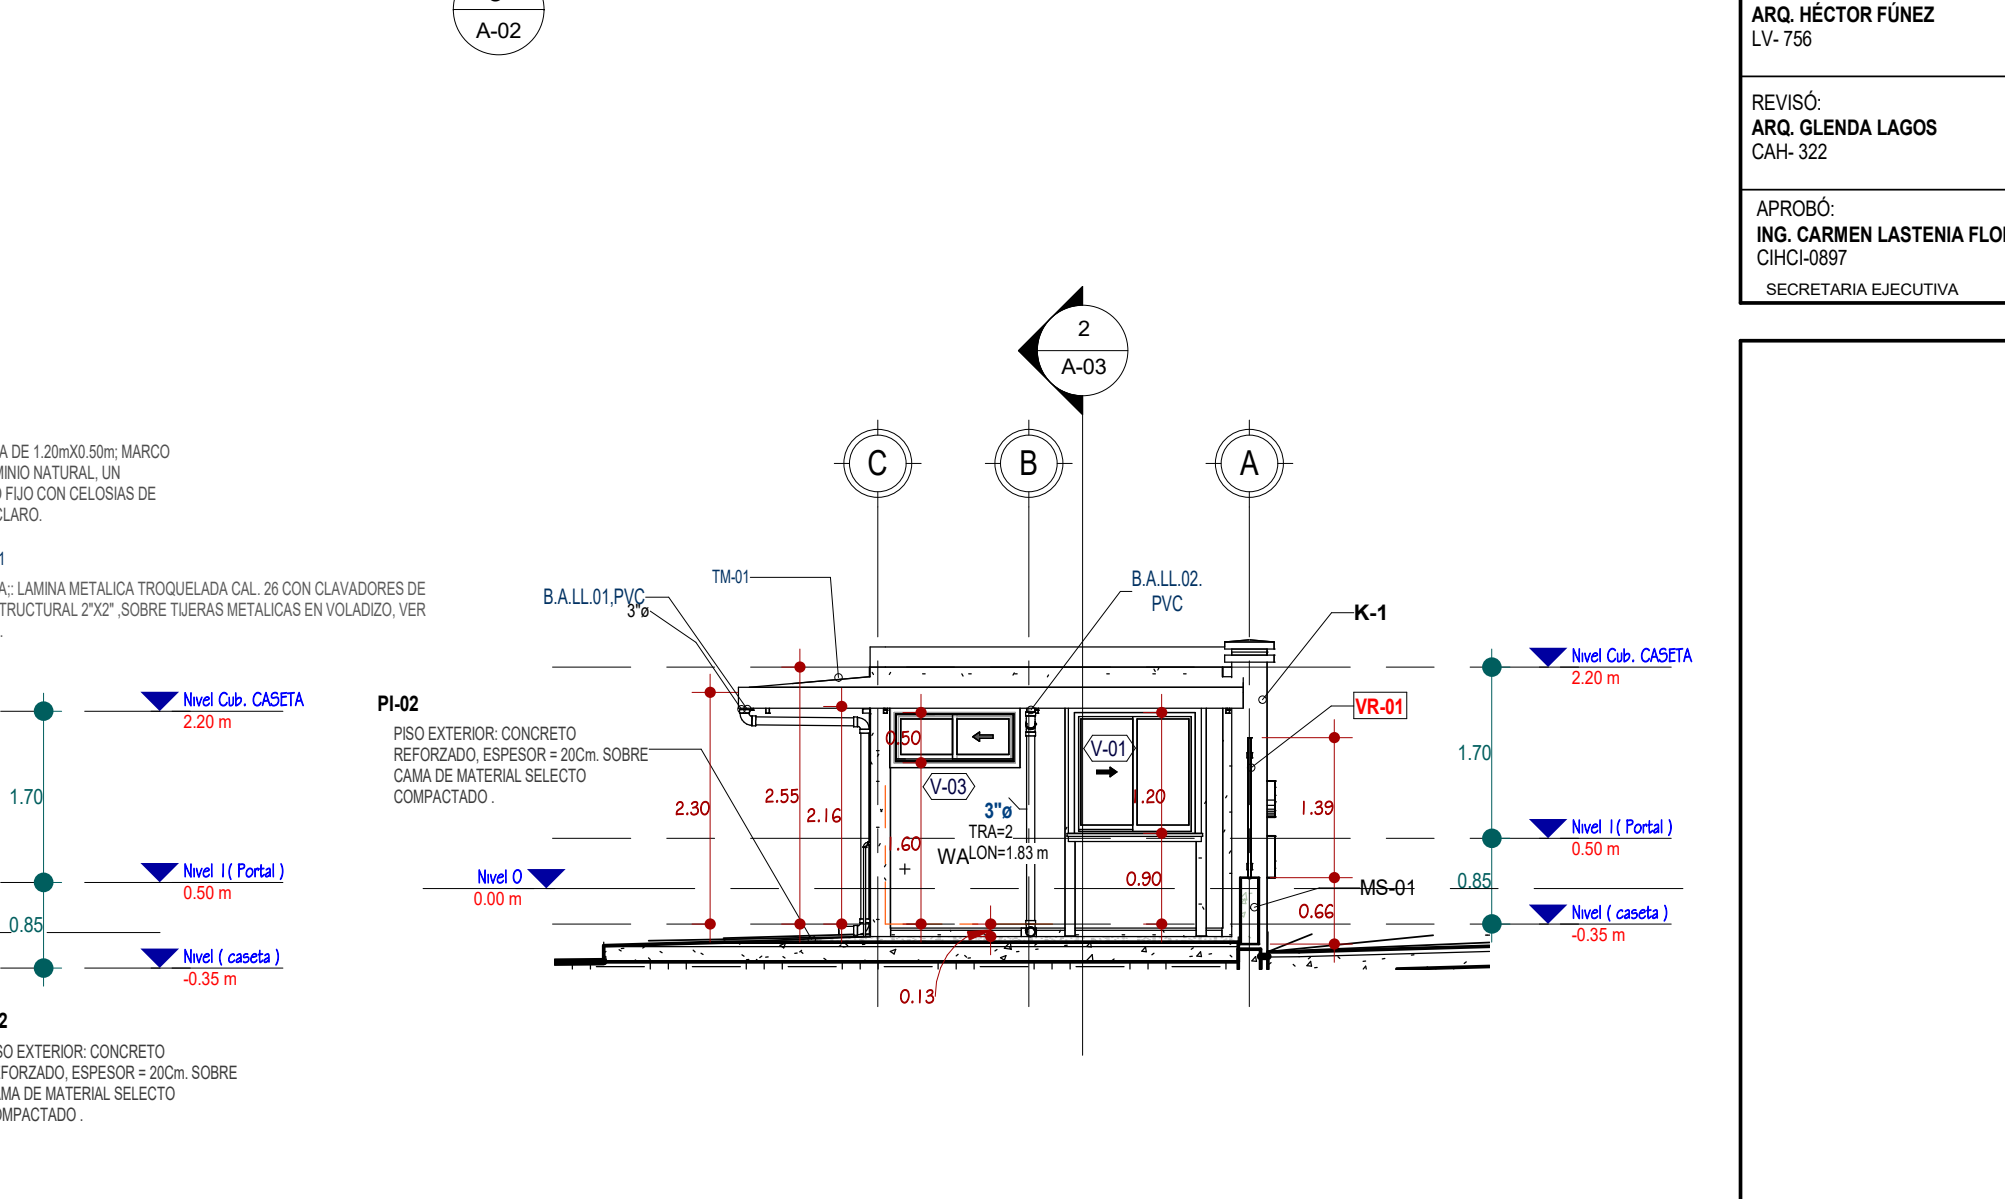 A-02
ARQ. HÉCTOR FÚNEZ
LV- 756
REVISÓ:
ARQ. GLENDA LAGOS
CAH- 322
APROBÓ:
ING. CARMEN LASTENIA
CIHCI-0897
SECRETARIA EJECUTIVA
2
A-03
C
B
A
A DE 1.20mX0.50m; MARCO
NATURAL, UN
FIJO CON CELOSIAS DE
CLARO.
LAMINA METALICA TROQUELADA CAL. 26 CON CLAVADORES DE
2"X2" ,SOBRE TIJERAS METALICAS EN VOLADIZO, VER
.
Nivel Cub. CASETA
2.20 m
1.70
Nivel 1( Portal )
0.50 m
0.85
Nivel ( caseta )
-0.35 m
EXTERIOR: CONCRETO
ESPESOR = 20Cm. SOBRE
DE MATERIAL SELECTO
PI-02
PISO EXTERIOR: CONCRETO
REFORZADO, ESPESOR = 20Cm. SOBRE
CAMA DE MATERIAL SELECTO
COMPACTADO .
Nivel 0
0.00 m
B.A.LL.01,PVC
3"ø
TM-01
B.A.LL.02.
PVC
K-1
VR-01
MS-01
2.30
2.55
2.16
0.50
V-03
V-01
3"ø
TRA=2
WA
LON=1.83 m
1.60
1.20
0.90
0.13
1.39
0.66
Nivel Cub. CASETA
2.20 m
1.70
Nivel 1( Portal )
0.50 m
0.85
Nivel ( caseta )
-0.35 m